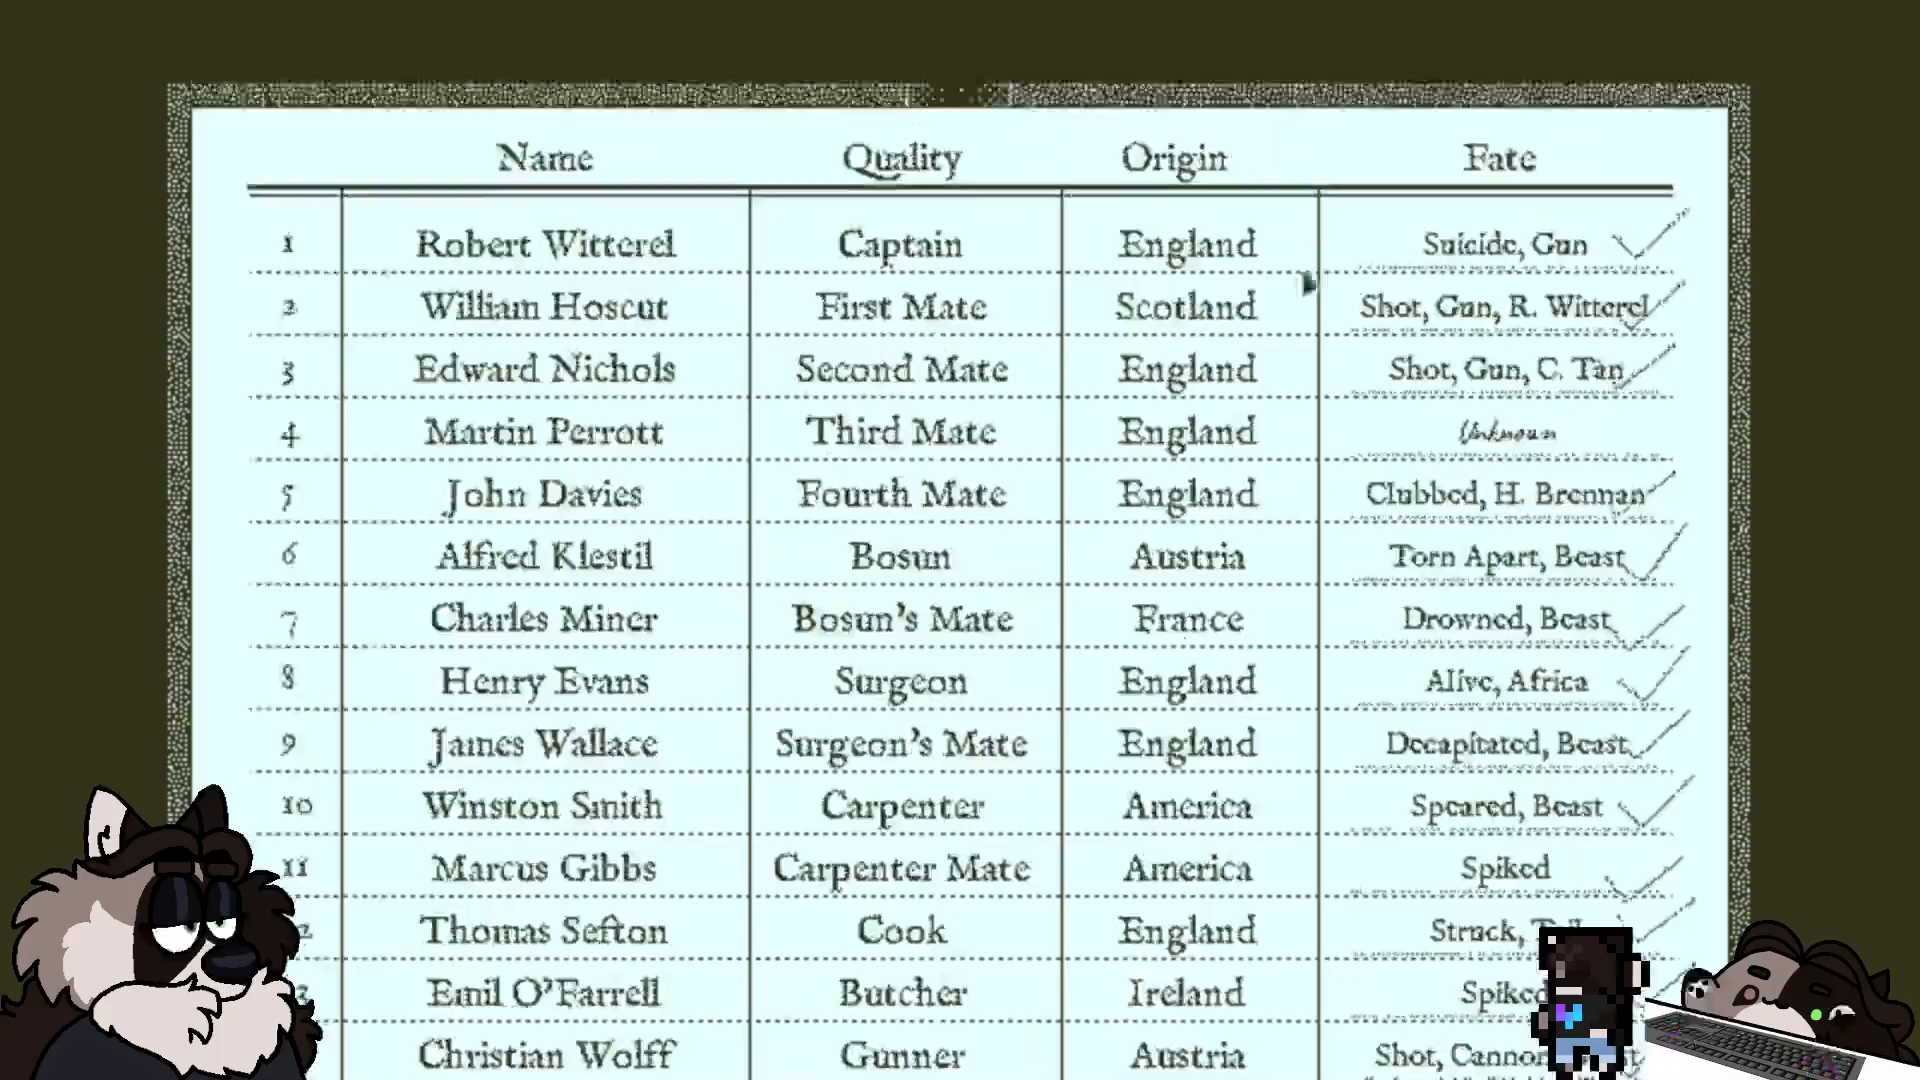 Name Quality Origin Fate
1 Robert Witterel Captain England Suicide, Gun
2 William Hoscut First Mate Scotland Shot, Gun, R. Witterel
3 Edward Nichols Second Mate England Shot, Gun, C. Tan
4 Martin Perrott Third Mate England Unknown
5 John Davies Fourth Mate England Clubbed, H. Brennan
6 Alfred Klestil Bosun Austria Torn Apart, Beast
7 Charles Miner Bosun's Mate France Drowned, Beast
8 Henry Evans Surgeon England Alive, Africa
9 James Wallace Surgeon's Mate England Decapitated, Beast
10 Winston Smith Carpenter America Speared, Beast
11 Marcus Gibbs Carpenter Mate America Spiked
2 Thomas Sefton Cook England Struck,
Emil O'Farrell Butcher Ireland Spiked
Christian Wolff Gunner Austria Shot, Cannon